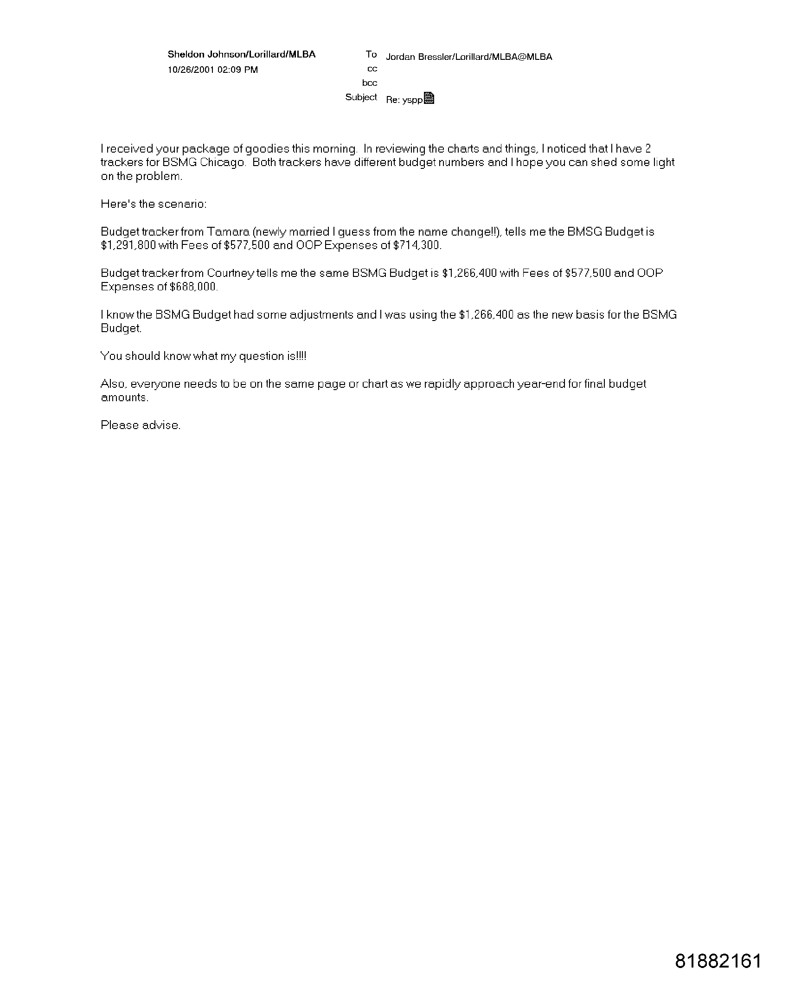 Sheldon Johnson/Lorillard/MLBA
10/26/2001 02:09 PM
To Jordan Bressler/Lorillard/MLBA@MLBA
cc
bcc
Subject Re: yspp
I received your package of goodies this morning. In reviewing the charts and things, I noticed that I have 2
trackers for BSMG Chicago. Both trackers have different budget numbers and I hope you can shed some light
on the problem.
Here's the scenario:
Budget tracker from Tamara (newly married I guess from the name change!!), tells me the BMSG Budget is
$1,291,800 with Fees of $577,500 and OOP Expenses of $714,300.
Budget tracker from Courtney tells me the same BSMG Budget is $1,266,400 with Fees of $577,500 and OOP
Expenses of $688,000.
I know the BSMG Budget had some adjustments and I was using the $1,266,400 as the new basis for the BSMG
Budget.
You should know what my question is!!!!
Also, everyone needs to be on the same page or chart as we rapidly approach year-end for final budget
amounts.
Please advise.
81882161